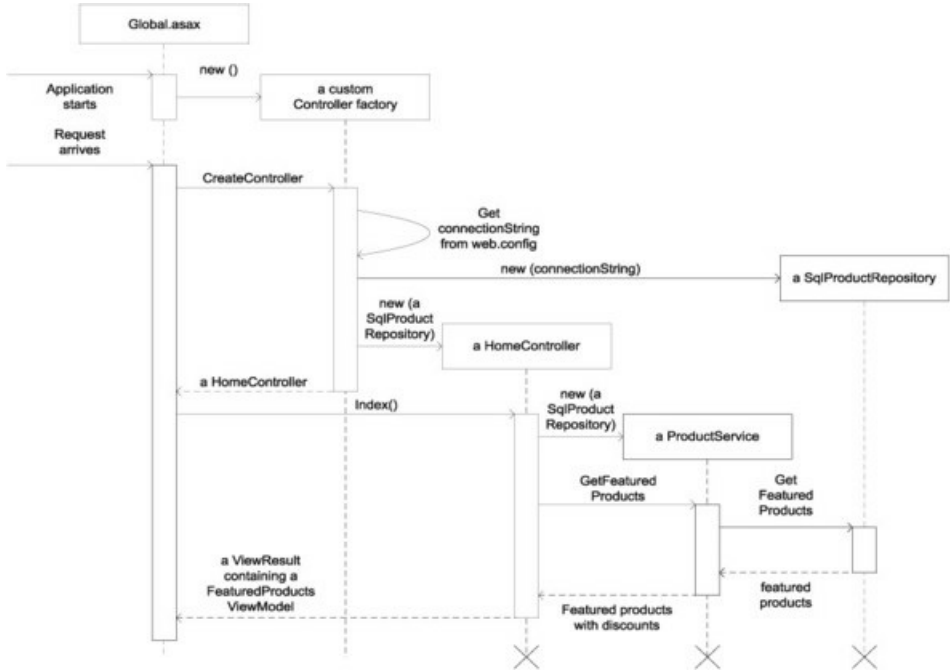 Global.asax
new ()
a custom
Controller factory
Application
starts
Request
arrives
CreateController
Get
connectionString
from web.config
new (connectionString)
a SqlProductRepository
new (a
SqlProduct
Repository)
a HomeController
a HomeController
Index()
new (a
SqlProduct
Repository)
a ProductService
GetFeatured
Products
Get
Featured
Products
a ViewResult
containing a
FeaturedProducts
ViewModel
Featured products
with discounts
featured
products